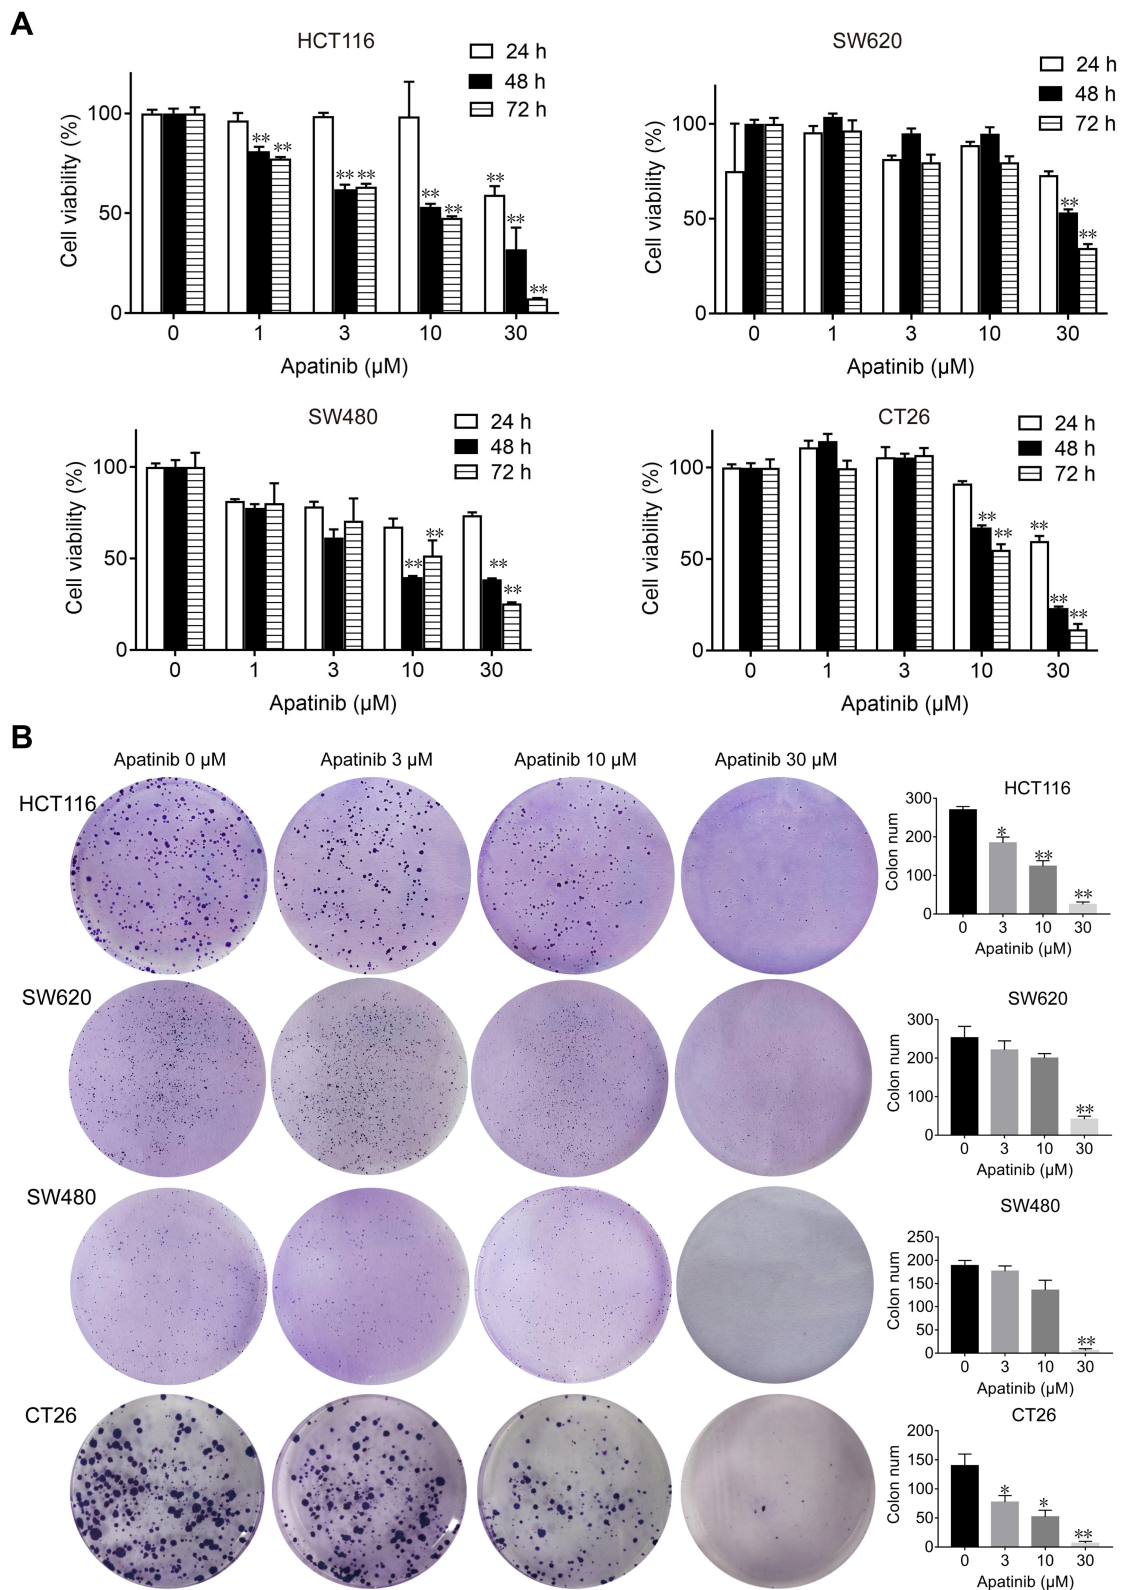 A
HCT116
24 h
48 h
72 h
Cell viability (%)
100
50
0
** ** ** ** ** ** ** ** **
0 1 3 10 30
Apatinib (μM)
SW620
24 h
48 h
72 h
Cell viability (%)
100
50
0
** **
0 1 3 10 30
Apatinib (μM)
SW480
24 h
48 h
72 h
Cell viability (%)
100
50
0
** ** ** **
0 1 3 10 30
Apatinib (μM)
CT26
24 h
48 h
72 h
Cell viability (%)
100
50
0
** ** ** ** **
0 1 3 10 30
Apatinib (μM)
B
Apatinib 0 μM Apatinib 3 μM Apatinib 10 μM Apatinib 30 μM
HCT116
HCT116
Colon num
300
200
100
0
* ** **
0 3 10 30
Apatinib (μM)
SW620
SW620
Colon num
300
200
100
0
**
0 3 10 30
Apatinib (μM)
SW480
SW480
Colon num
250
200
150
100
50
0
**
0 3 10 30
Apatinib (μM)
CT26
CT26
Colon num
200
150
100
50
0
* * **
0 3 10 30
Apatinib (μM)